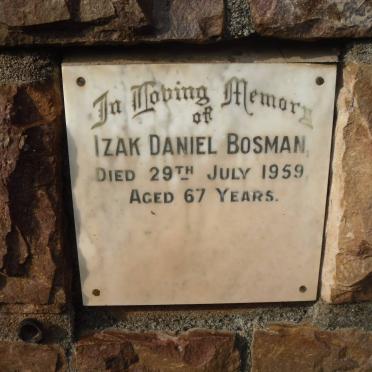 In Loving Memory
of
IZAK DANIEL BOSMAN,
DIED 29TH JULY 1959
AGED 67 YEARS.